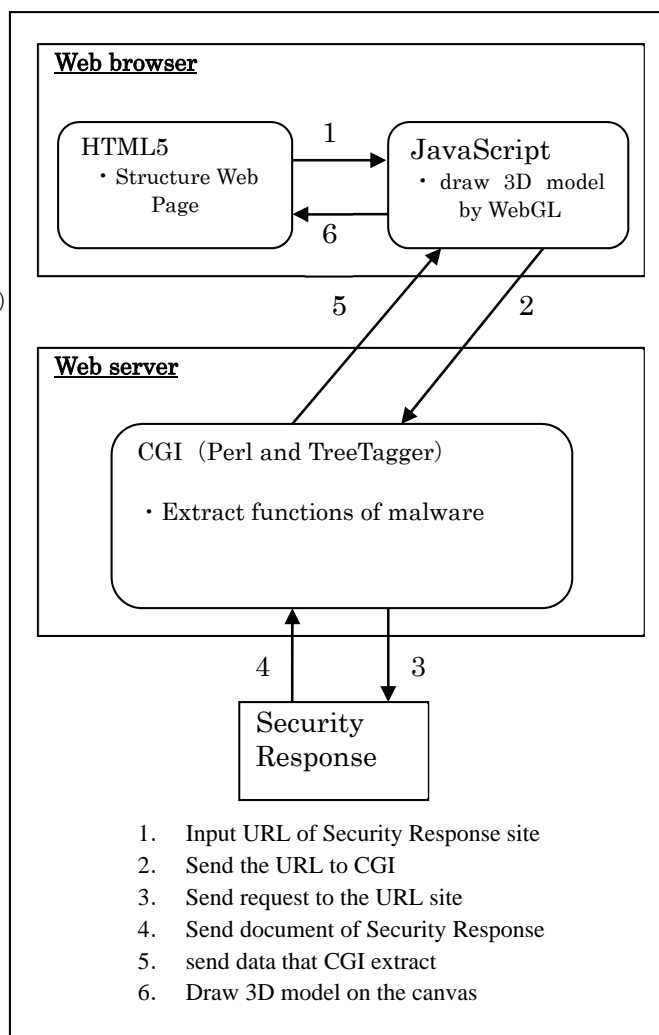 Web browser
1
HTML5
・Structure Web
Page
JavaScript
・draw 3D model
by WebGL
6
5
2
)
Web server
CGI（Perl and TreeTagger）
・Extract functions of malware
4
3
Security
Response
1. Input URL of Security Response site
2. Send the URL to CGI
3. Send request to the URL site
4. Send document of Security Response
5. send data that CGI extract
6. Draw 3D model on the canvas